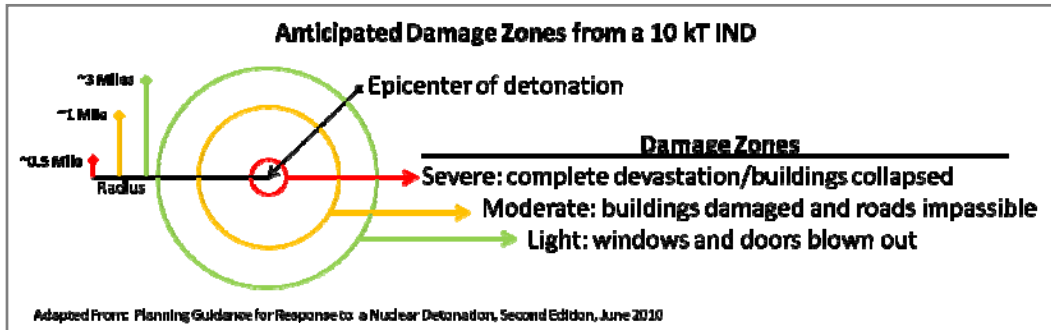 Anticipated Damage Zones from a 10 kT IND
~3 Miles
Epicenter of detonation
~1 Mile
Damage Zones
~0.5 Mile
Severe: complete devastation/buildings collapsed
Radius
Moderate: buildings damaged and roads impassible
Light: windows and doors blown out
Adapted From: Planning Guidance for Response to a Nuclear Detonation, Second Edition, June 2010